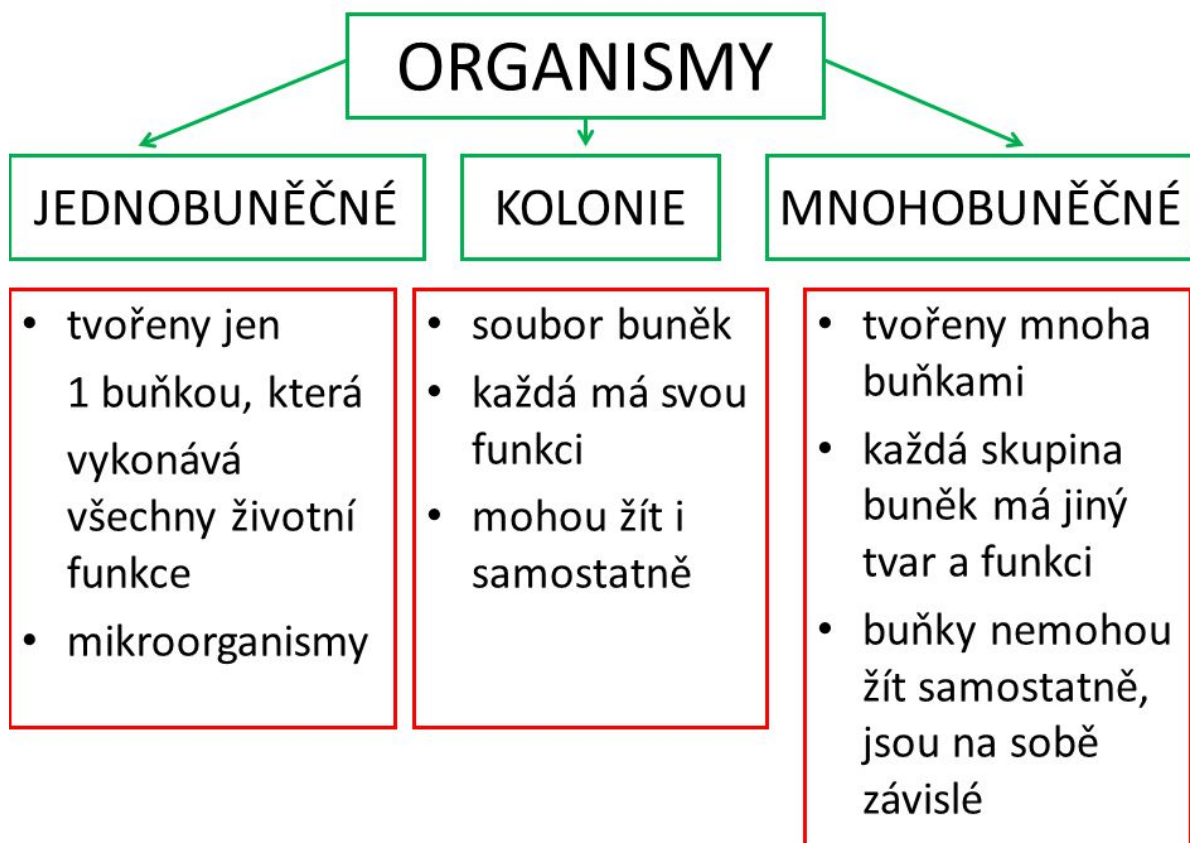 ORGANISMY
JEDNOBUNĚČNÉ
KOLONIE
MNOHOBUNĚČNÉ
• tvořeny jen
1 buňkou, která
vykonává
všechny životní
funkce
• mikroorganismy
• soubor buněk
• každá má svou
funkci
• mohou žít i
samostatně
• tvořeny mnoha
buňkami
• každá skupina
buněk má jiný
tvar a funkci
• buňky nemohou
žít samostatně,
jsou na sobě
závislé